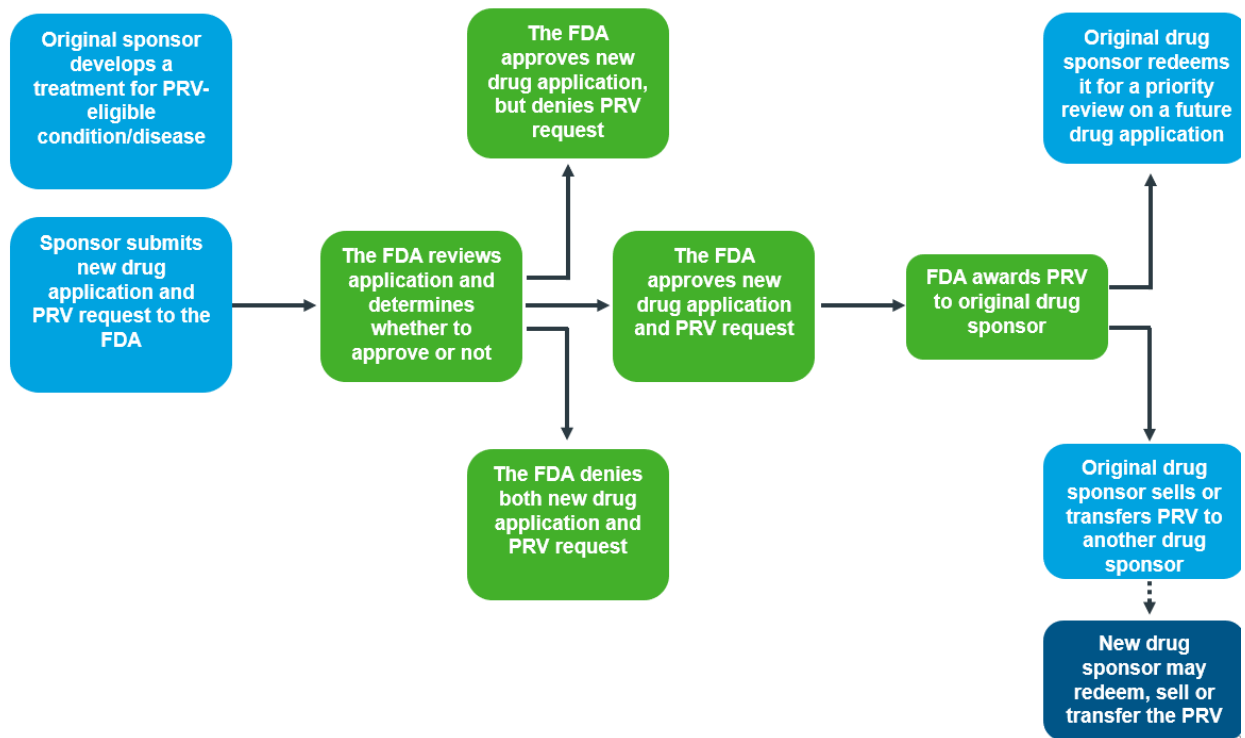 Original sponsor
develops a
treatment for PRV-
eligible
condition/disease
Sponsor submits
new drug
application and
PRV request to the
FDA
The FDA reviews
application and
determines
whether to
approve or not
The FDA
approves new
drug application,
but denies PRV
request
The FDA
approves new
drug application
and PRV request
The FDA denies
both new drug
application and
PRV request
FDA awards PRV
to original drug
sponsor
Original drug
sponsor redeems
it for a priority
review on a future
drug application
Original drug
sponsor sells or
transfers PRV to
another drug
sponsor
New drug
sponsor may
redeem, sell or
transfer the PRV